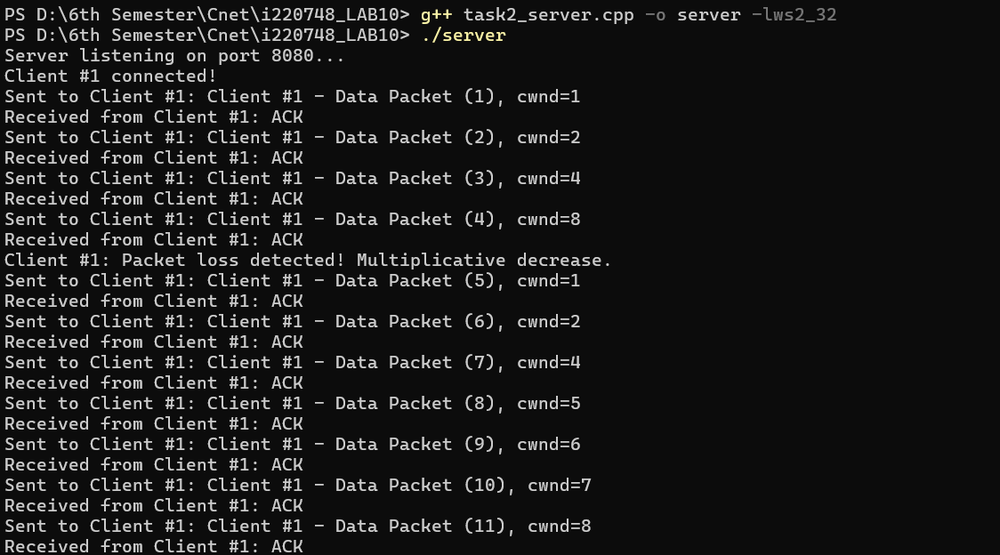 PS D:\6th Semester\Cnet\i220748_LAB10> g++ task2_server.cpp -o server -lws2_32
PS D:\6th Semester\Cnet\i220748_LAB10> ./server
Server listening on port 8080...
Client #1 connected!
Sent to Client #1: Client #1 - Data Packet (1), cwnd=1
Received from Client #1: ACK
Sent to Client #1: Client #1 - Data Packet (2), cwnd=2
Received from Client #1: ACK
Sent to Client #1: Client #1 - Data Packet (3), cwnd=4
Received from Client #1: ACK
Sent to Client #1: Client #1 - Data Packet (4), cwnd=8
Received from Client #1: ACK
Client #1: Packet loss detected! Multiplicative decrease.
Sent to Client #1: Client #1 - Data Packet (5), cwnd=1
Received from Client #1: ACK
Sent to Client #1: Client #1 - Data Packet (6), cwnd=2
Received from Client #1: ACK
Sent to Client #1: Client #1 - Data Packet (7), cwnd=4
Received from Client #1: ACK
Sent to Client #1: Client #1 - Data Packet (8), cwnd=5
Received from Client #1: ACK
Sent to Client #1: Client #1 - Data Packet (9), cwnd=6
Received from Client #1: ACK
Sent to Client #1: Client #1 - Data Packet (10), cwnd=7
Received from Client #1: ACK
Sent to Client #1: Client #1 - Data Packet (11), cwnd=8
Received from Client #1: ACK